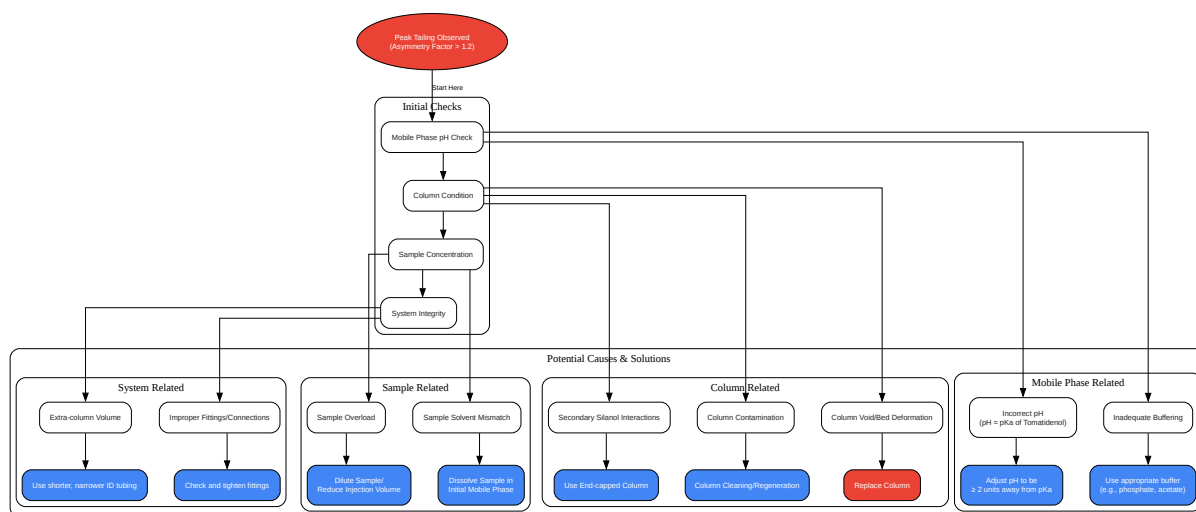 Peak Tailing Observed
(Asymmetry Factor > 1.2)
Start Here
Initial Checks
Mobile Phase pH Check
Column Condition
Sample Concentration
System Integrity
Potential Causes & Solutions
System Related
Extra-column Volume
Improper Fittings/Connections
Use shorter, narrower ID tubing
Check and tighten fittings
Sample Related
Sample Overload
Sample Solvent Mismatch
Dilute Sample/
Reduce Injection Volume
Dissolve Sample in
Initial Mobile Phase
Column Related
Secondary Silanol Interactions
Column Contamination
Column Void/Bed Deformation
Use End-capped Column
Column Cleaning/Regeneration
Replace Column
Mobile Phase Related
Incorrect pH
(pH ≈ pKa of Tomatidenol)
Inadequate Buffering
Adjust pH to be
≥ 2 units away from pKa
Use appropriate buffer
(e.g., phosphate, acetate)